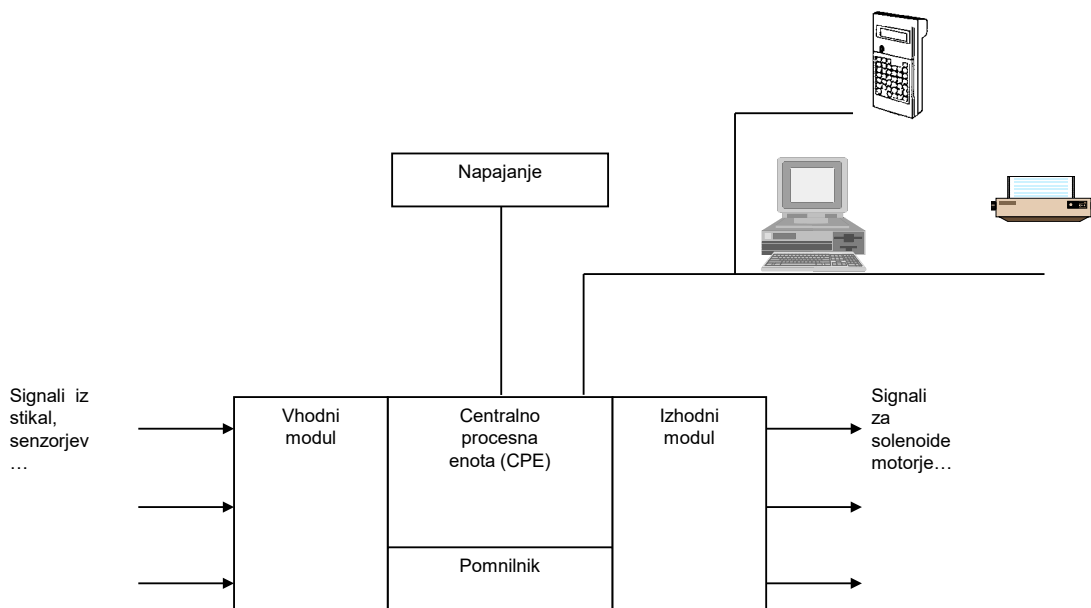 Napajanje
Signali iz
stikal,
senzorjev
…
Vhodni
modul
Centralno
procesna
enota (CPE)
Izhodni
modul
Signali
za
solenoide
motorje…
Pomnilnik